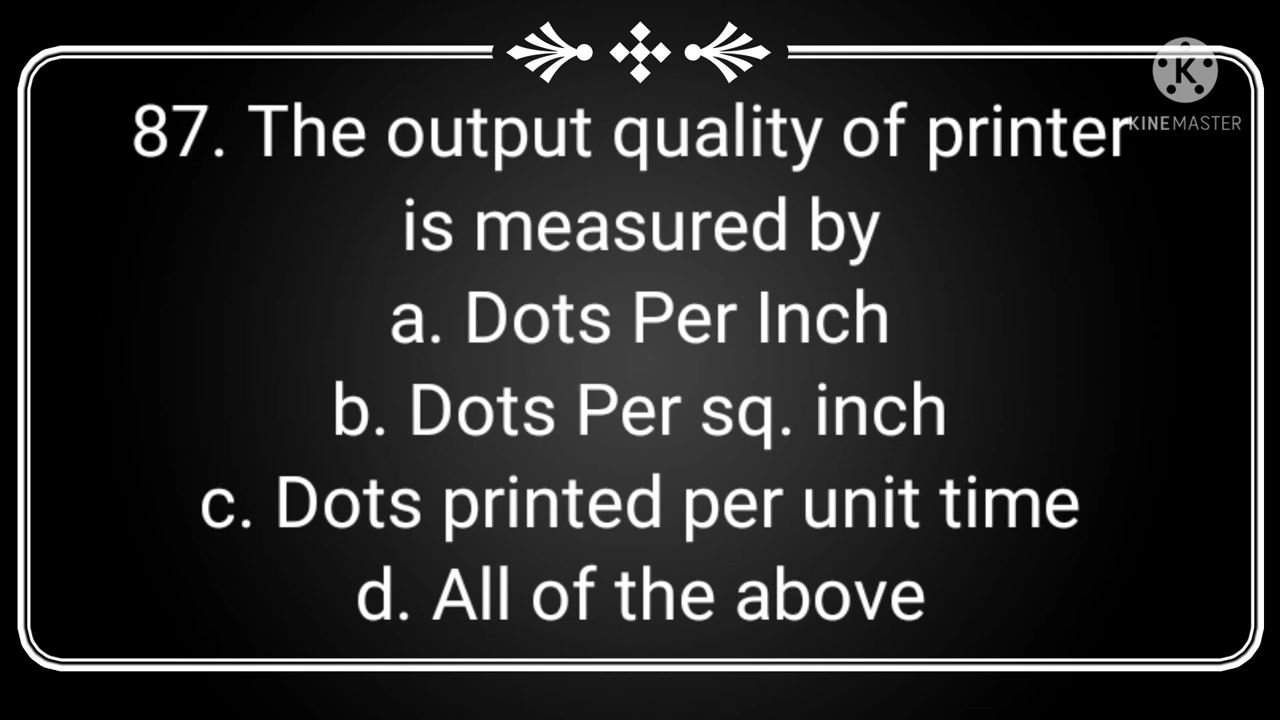 87. The output quality of printer
KINEMASTER
is measured by
a. Dots Per Inch
b. Dots Per sq. inch
c. Dots printed per unit time
d. All of the above